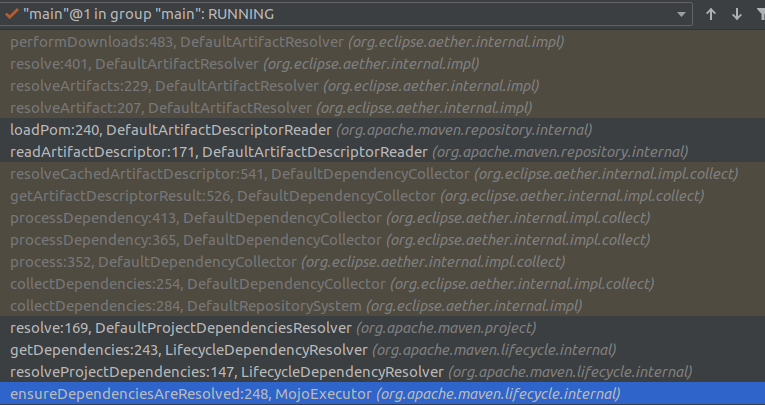 "main"@1 in group "main": RUNNING
performDownloads:483, DefaultArtifactResolver (org.eclipse.aether.internal.impl)
resolve:401, DefaultArtifactResolver (org.eclipse.aether.internal.impl)
resolveArtifacts:229, DefaultArtifactResolver (org.eclipse.aether.internal.impl)
resolveArtifact:207, DefaultArtifactResolver (org.eclipse.aether.internal.impl)
loadPom:240, DefaultArtifactDescriptorReader (org.apache.maven.repository.internal)
readArtifactDescriptor:171, DefaultArtifactDescriptorReader (org.apache.maven.repository.internal)
resolveCachedArtifactDescriptor:541, DefaultDependencyCollector (org.eclipse.aether.internal.impl.collect)
getArtifactDescriptorResult:526, DefaultDependencyCollector (org.eclipse.aether.internal.impl.collect)
processDependency:413, DefaultDependencyCollector (org.eclipse.aether.internal.impl.collect)
processDependency:365, DefaultDependencyCollector (org.eclipse.aether.internal.impl.collect)
process:352, DefaultDependencyCollector (org.eclipse.aether.internal.impl.collect)
collectDependencies:254, DefaultDependencyCollector (org.eclipse.aether.internal.impl.collect)
collectDependencies:284, DefaultRepositorySystem (org.eclipse.aether.internal.impl)
resolve:169, DefaultProjectDependenciesResolver (org.apache.maven.project)
getDependencies:243, LifecycleDependencyResolver (org.apache.maven.lifecycle.internal)
resolveProjectDependencies:147, LifecycleDependencyResolver (org.apache.maven.lifecycle.internal)
ensureDependenciesAreResolved:248, MojoExecutor (org.apache.maven.lifecycle.internal)